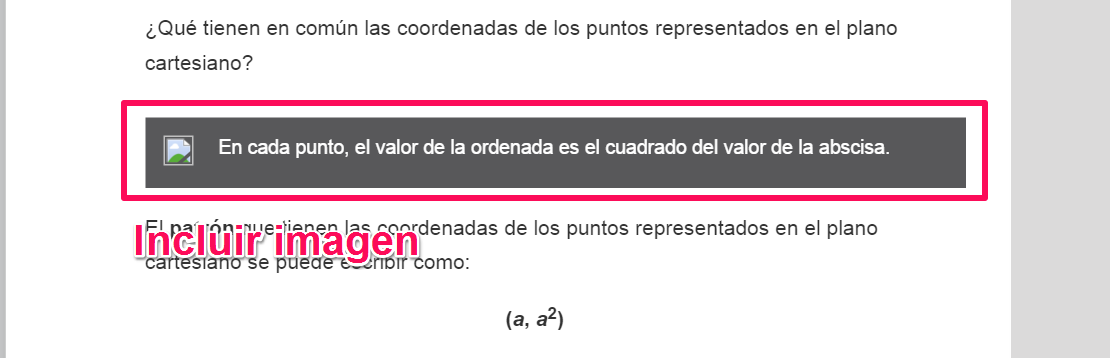 ¿Qué tienen en común las coordenadas de los puntos representados en el plano
cartesiano?
En cada punto, el valor de la ordenada es el cuadrado del valor de la abscisa.
El patrón que tienen las coordenadas de los puntos representados en el plano
Incluir imagen
cartesiano se puede escribir como:
(a, a²)